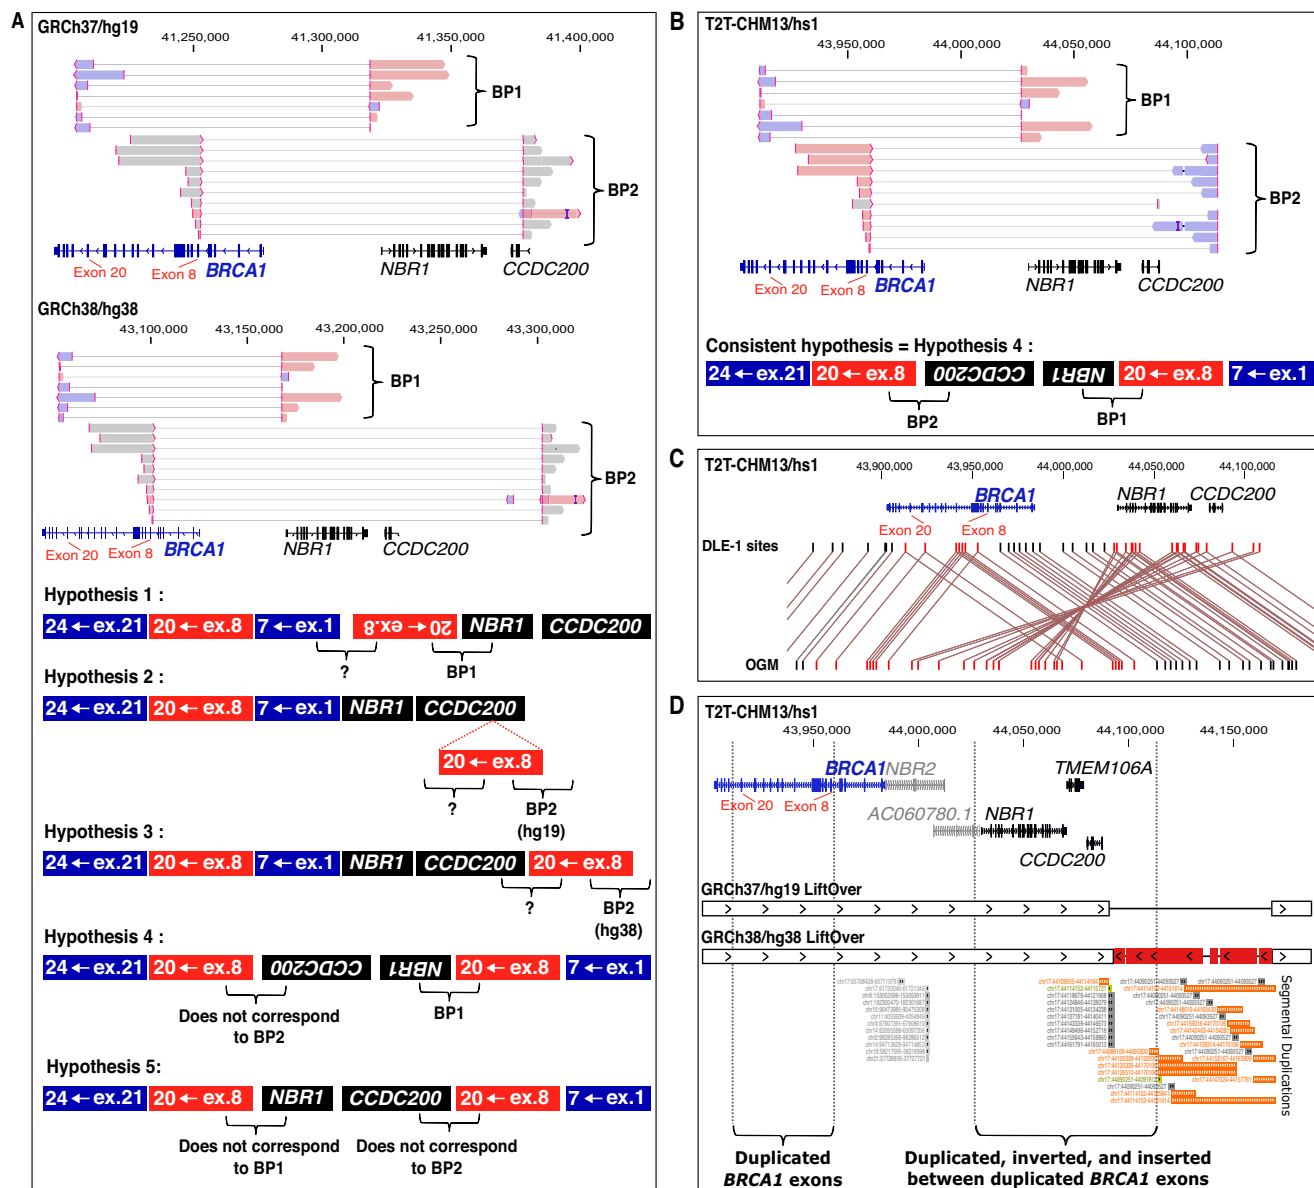 A
GRCh37/hg19
41,250,000
41,300,000
41,350,000
41,400,000
BP1
BP2
Exon 20
Exon 8
BRCA1
NBR1
CCDC200
GRCh38/hg38
43,100,000
43,150,000
43,200,000
43,250,000
43,300,000
BP1
BP2
Exon 20
Exon 8
BRCA1
NBR1
CCDC200
Hypothesis 1 :
24 ← ex.21 20 ← ex.8 7 ← ex.1 20 ← ex.8 NBR1 CCDC200
?
BP1
Hypothesis 2 :
24 ← ex.21 20 ← ex.8 7 ← ex.1 NBR1 CCDC200
20 ← ex.8
?
BP2
(hg19)
Hypothesis 3 :
24 ← ex.21 20 ← ex.8 7 ← ex.1 NBR1 CCDC200 20 ← ex.8
?
BP2
(hg38)
Hypothesis 4 :
24 ← ex.21 20 ← ex.8 CCDC200 NBR1 20 ← ex.8 7 ← ex.1
Does not correspond
to BP2
BP1
Hypothesis 5:
24 ← ex.21 20 ← ex.8 NBR1 CCDC200 20 ← ex.8 7 ← ex.1
Does not correspond
to BP1
Does not correspond
to BP2
B
T2T-CHM13/hs1
43,950,000
44,000,000
44,050,000
44,100,000
BP1
BP2
Exon 20
Exon 8
BRCA1
NBR1
CCDC200
Consistent hypothesis = Hypothesis 4 :
24 ← ex.21 20 ← ex.8 CCDC200 NBR1 20 ← ex.8 7 ← ex.1
BP2
BP1
C
T2T-CHM13/hs1
43,900,000
43,950,000
44,000,000
44,050,000
44,100,000
BRCA1
NBR1
CCDC200
Exon 20
Exon 8
DLE-1 sites
OGM
D
T2T-CHM13/hs1
43,950,000
44,000,000
44,050,000
44,100,000
44,150,000
BRCA1
NBR2
TMEM106A
Exon 20
Exon 8
AC060780.1
NBR1
CCDC200
GRCh37/hg19 LiftOver
GRCh38/hg38 LiftOver
Segmental Duplications
Duplicated
BRCA1 exons
Duplicated, inverted, and inserted
between duplicated BRCA1 exons